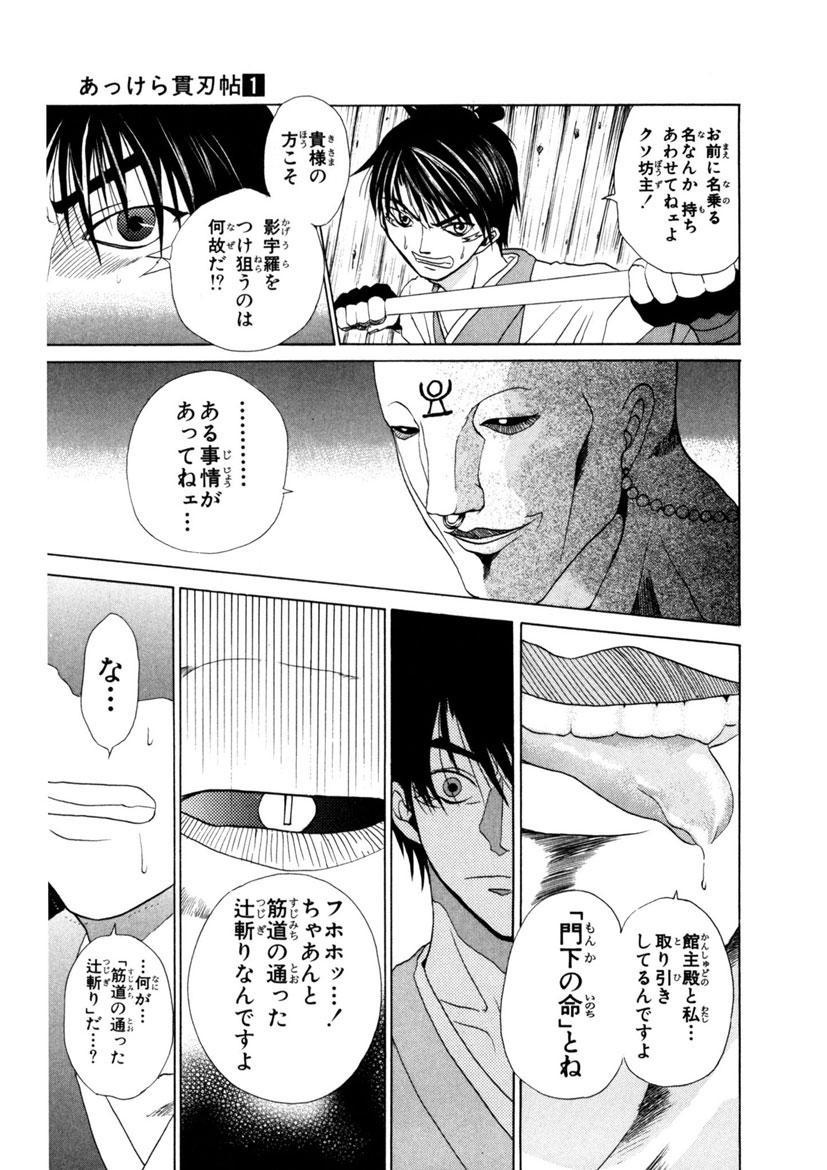 あっけら貫刃帖1
お前に名乗る
名なんか 持ち
あわせてねェよ
クソ坊主!
貴様の
方こそ
影宇羅を
つけ狙うのは
何故だ!?
…………
ある事情が
あってねェ…
館主殿と私…
取り引き
してるんですよ
「門下の命」とね
フホホッ…!
ちゃあんと
筋道の通った
辻斬りなんですよ
な…
…何が…
「筋道の通った
辻斬り」だ…?